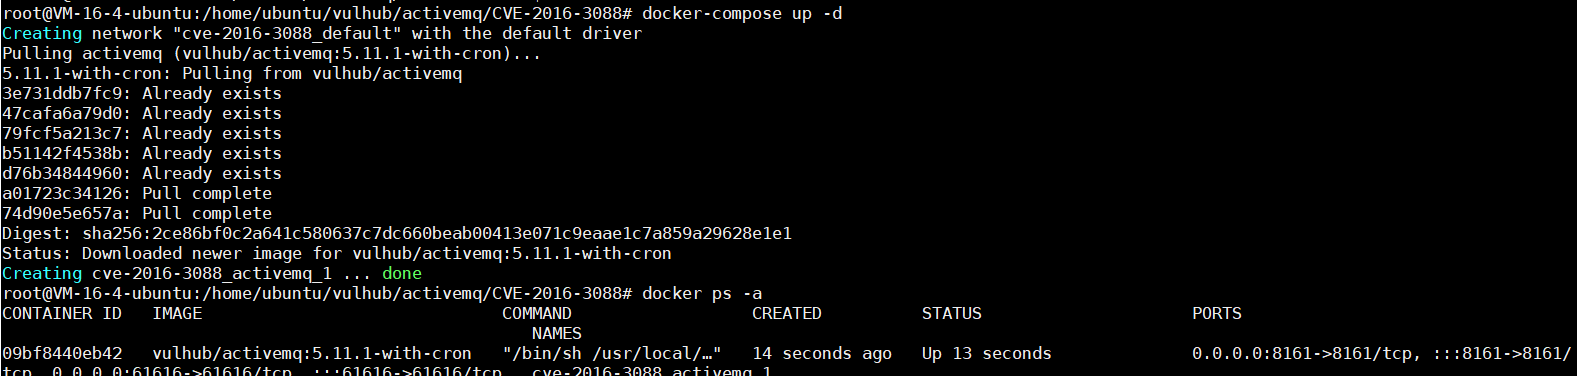 root@VM-16-4-ubuntu:/home/ubuntu/vulhub/activemq/CVE-2016-3088# docker-compose up -d
Creating network "cve-2016-3088_default" with the default driver
Pulling activemq (vulhub/activemq:5.11.1-with-cron)...
5.11.1-with-cron: Pulling from vulhub/activemq
3e731ddb7fc9: Already exists
47cafa6a79d0: Already exists
79fcf5a213c7: Already exists
b51142f4538b: Already exists
d76b34844960: Already exists
a01723c34126: Pull complete
74d90e5e657a: Pull complete
Digest: sha256:2ce86bf0c2a641c580637c7dc660beab00413e071c9eaae1c7a859a29628e1e1
Status: Downloaded newer image for vulhub/activemq:5.11.1-with-cron
Creating cve-2016-3088_activemq_1 ... done
root@VM-16-4-ubuntu:/home/ubuntu/vulhub/activemq/CVE-2016-3088# docker ps -a
CONTAINER ID   IMAGE                              COMMAND                  CREATED          STATUS                     PORTS
NAMES
09bf8440eb42   vulhub/activemq:5.11.1-with-cron   "/bin/sh /usr/local/…"   14 seconds ago   Up 13 seconds              0.0.0.0:8161->8161/tcp, :::8161->8161/
tcp, 0.0.0.0:61616->61616/tcp, :::61616->61616/tcp   cve-2016-3088_activemq_1